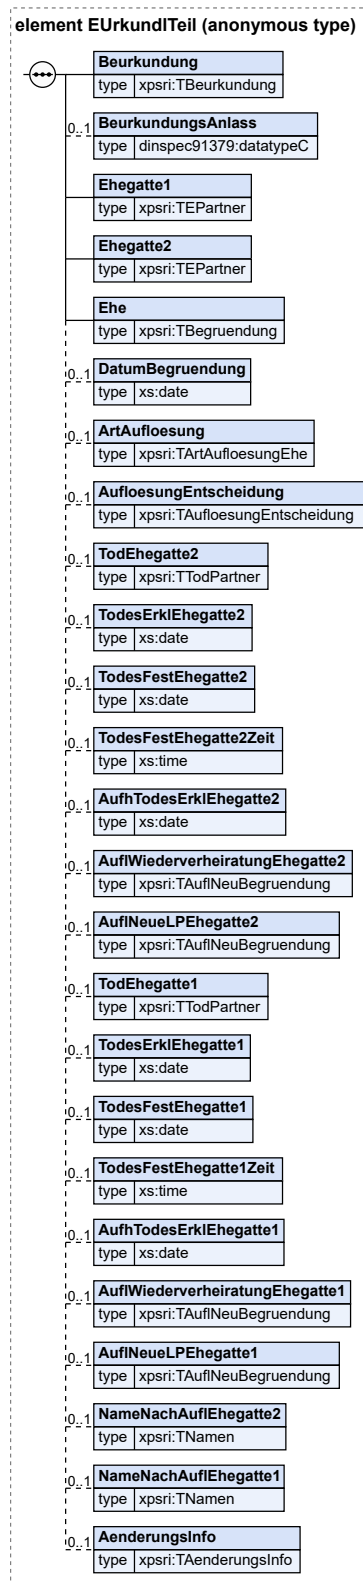 element EUrkundlTeil (anonymous type)
Beurkundung
type xpsri:TBeurkundung
0..1
BeurkundungsAnlass
type dinspec91379:datatypeC
Ehegatte1
type xpsri:TEPartner
Ehegatte2
type xpsri:TEPartner
Ehe
type xpsri:TBegruendung
0..1
DatumBegruendung
type xs:date
0..1
ArtAufloesung
type xpsri:TArtAufloesungEhe
0..1
AufloesungEntscheidung
type xpsri:TAufloesungEntscheidung
0..1
TodEhegatte2
type xpsri:TTodPartner
0..1
TodesErklEhegatte2
type xs:date
0..1
TodesFestEhegatte2
type xs:date
0..1
TodesFestEhegatte2Zeit
type xs:time
0..1
AufhTodesErklEhegatte2
type xs:date
0..1
AuflWiederverheiratungEhegatte2
type xpsri:TAuflNeuBegruendung
0..1
AuflNeueLPEhegatte2
type xpsri:TAuflNeuBegruendung
0..1
TodEhegatte1
type xpsri:TTodPartner
0..1
TodesErklEhegatte1
type xs:date
0..1
TodesFestEhegatte1
type xs:date
0..1
TodesFestEhegatte1Zeit
type xs:time
0..1
AufhTodesErklEhegatte1
type xs:date
0..1
AuflWiederverheiratungEhegatte1
type xpsri:TAuflNeuBegruendung
0..1
AuflNeueLPEhegatte1
type xpsri:TAuflNeuBegruendung
0..1
NameNachAuflEhegatte2
type xpsri:TNamen
0..1
NameNachAuflEhegatte1
type xpsri:TNamen
0..1
AenderungsInfo
type xpsri:TAenderungsInfo